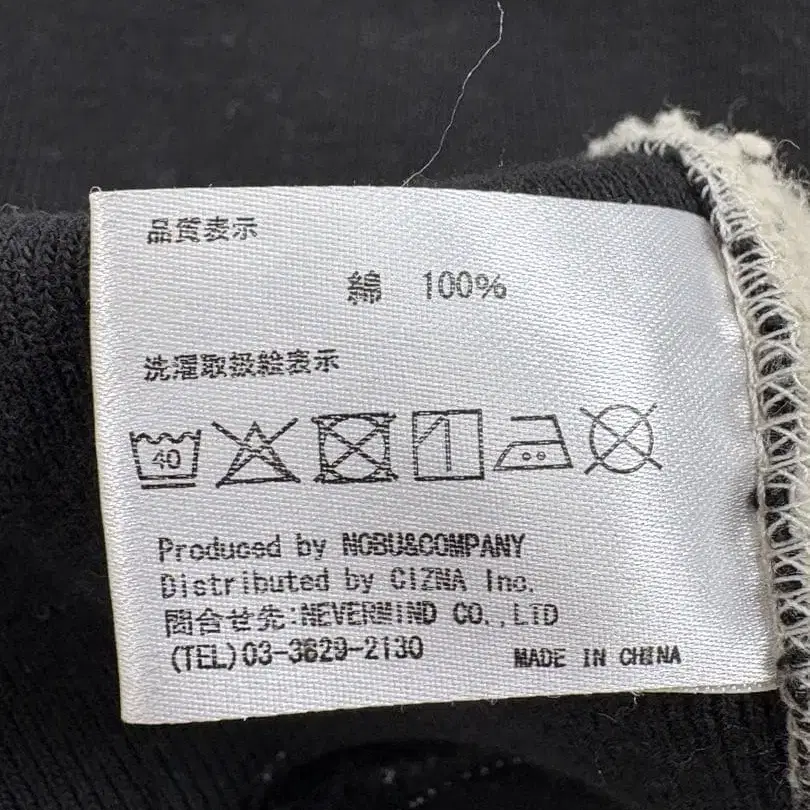 品質表示
綿 100%
洗濯取扱絵表示
40
Produced by NOBU&COMPANY
Distributed by CIZNA Inc.
問合せ先:NEVERMIND CO.,LTD
(TEL)03-3829-2130
MADE IN CHINA